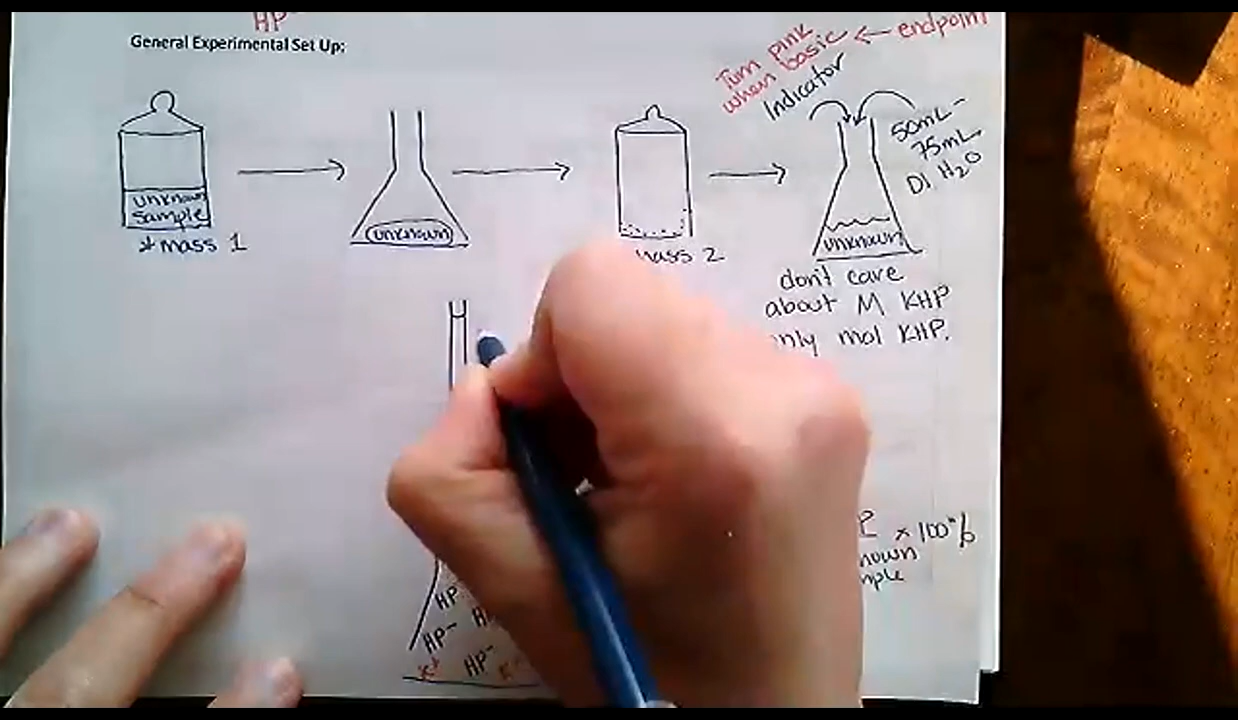 HP
General Experimental Set Up:
Turn pink
when basic ← endpoint
Indicator
50mL-
75mL
DI H2O
unknown
sample
mass 1
unknown
mass 2
unknown
don't care
about M KHP
only mol KHP.
x 100%
HP
HP-
K+
HP-